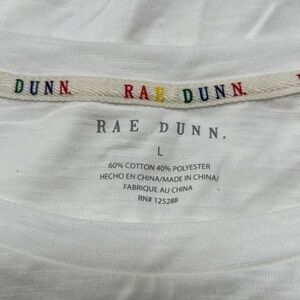 DUNN. RAE DUNN.
RAE DUNN.
L
60% COTTON 40% POLYESTER
HECHO EN CHINA/MADE IN CHINA/
FABRIQUE AU CHINA
RN# 125288